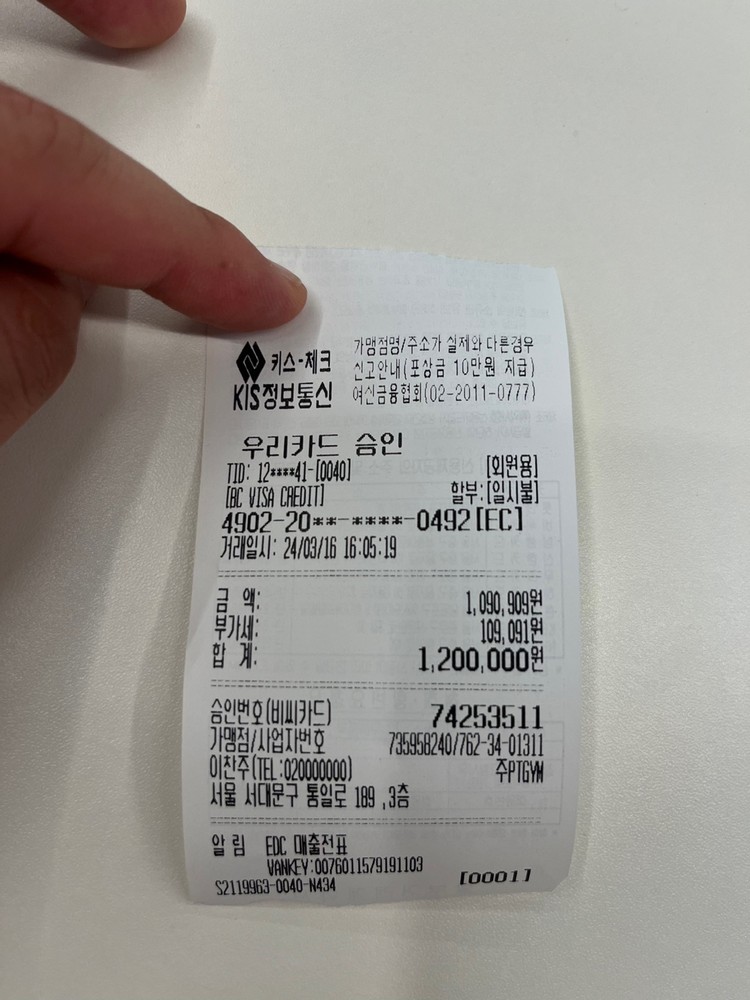 키스-체크
KIS정보통신
가맹점명/주소가 실제와 다른경우
신고안내(포상금 10만원 지급)
여신금융협회(02-2011-0777)
우리카드 승인
TID: 12****41-[0040] [회원용]
[BC VISA CREDIT] 할부:[일시불]
4902-20**-****-0492[EC]
거래일시: 24/03/16 16:05:19
금 액: 1,090,909원
부가세: 109,091원
합 계: 1,200,000원
승인번호(비씨카드) 74253511
가맹점/사업자번호 735958240/762-34-01311
이찬주(TEL:020000000) 주PTGYM
서울 서대문구 통일로 189 ,3층
알 림 EDC 매출전표
VANKEY:0076011579191103
S2119963-0040-N434 [0001]